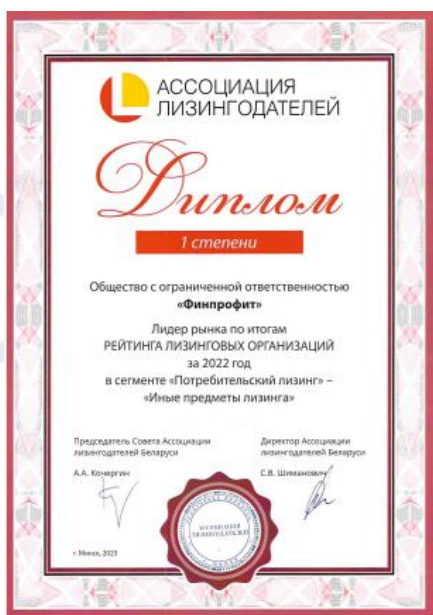 АССОЦИАЦИЯ
ЛИЗИНГОДАТЕЛЕЙ
Диплом
1 степени
Общество с ограниченной ответственностью
«Финпрофит»
Лидер рынка по итогам
РЕЙТИНГА ЛИЗИНГОВЫХ ОРГАНИЗАЦИЙ
за 2022 год
в сегменте «Потребительский лизинг» –
«Иные предметы лизинга»
Председатель Совета Ассоциации
лизингодателей Беларуси
А.А. Кочергин
Директор Ассоциации
лизингодателей Беларуси
С.В. Шиманович
АССОЦИАЦИЯ
ЛИЗИНГОДАТЕЛЕЙ
г. Минск, 2023